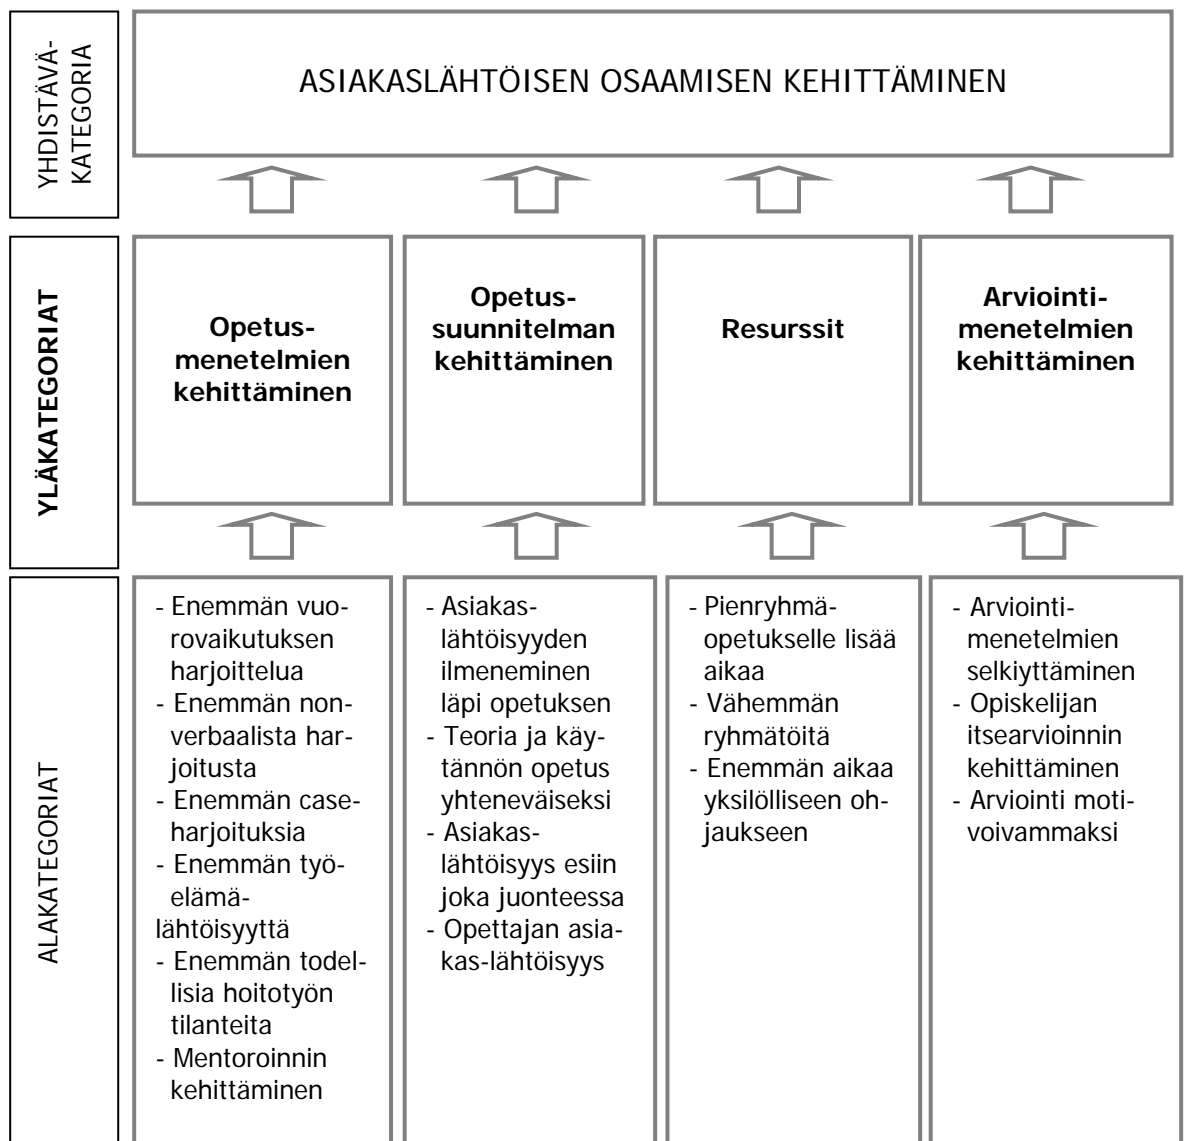 YHDISTÄVÄ-
KATEGORIA
ASIAKASLÄHTÖISEN OSAAMISEN KEHITTÄMINEN
YLÄKATEGORIAT
Opetus-
menetelmien
kehittäminen
Opetus-
suunnitelman
kehittäminen
Resurssit
Arviointi-
menetelmien
kehittäminen
ALAKATEGORIAT
- Enemmän vuo-
rovaikutuksen
harjoittelua
- Enemmän non-
verbaalista har-
joitusta
- Enemmän case-
harjoituksia
- Enemmän työ-
elämä-
lähtöisyyttä
- Enemmän todel-
lisia hoitotyön
tilanteita
- Mentoroinnin
kehittäminen
- Asiakas-
lähtöisyyden
ilmeneminen
läpi opetuksen
- Teoria ja käy-
tännön opetus
yhteneväiseksi
- Asiakas-
lähtöisyys esiin
joka juonteessa
- Opettajan asia-
kas-lähtöisyys
- Pienryhmä-
opetukselle lisää
aikaa
- Vähemmän
ryhmätöitä
- Enemmän aikaa
yksilölliseen oh-
jaukseen
- Arviointi-
menetelmien
selkiyttäminen
- Opiskelijan
itsearvioinnin
kehittäminen
- Arviointi moti-
voivammaksi